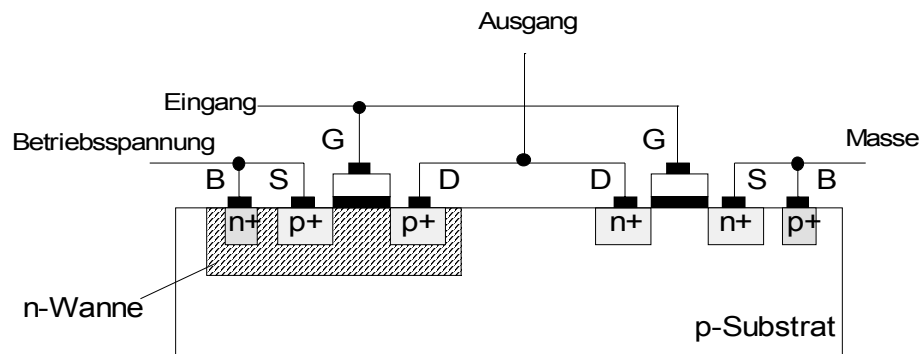 Ausgang
Eingang
Betriebsspannung
G
G
Masse
B S D D S B
n+ p+ p+ n+ n+ p+
n-Wanne
p-Substrat